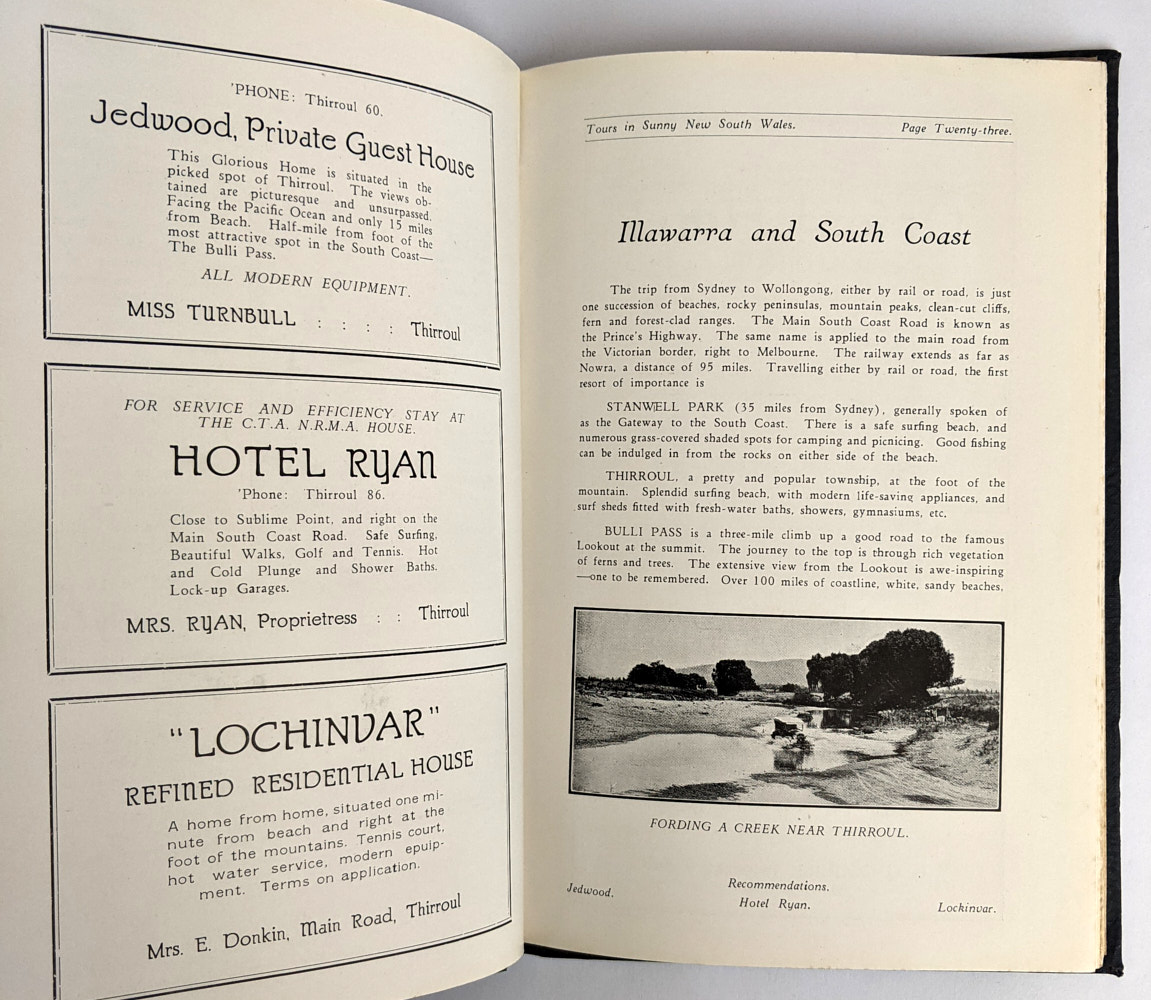 'PHONE: Thirroul 60.
Jedwood, Private Guest House
This Glorious Home is situated in the
picked spot of Thirroul. The views ob-
tained are picturesque and unsurpassed.
Facing the Pacific Ocean and only 15 miles
from Beach. Half-mile from foot of the
most attractive spot in the South Coast—
The Bulli Pass.
ALL MODERN EQUIPMENT.
MISS TURNBULL : : : : Thirroul
FOR SERVICE AND EFFICIENCY STAY AT
THE C.T.A. N.R.M.A. HOUSE.
HOTEL RYAN
'Phone: Thirroul 86.
Close to Sublime Point, and right on the
Main South Coast Road. Safe Surfing,
Beautiful Walks, Golf and Tennis. Hot
and Cold Plunge and Shower Baths.
Lock-up Garages.
MRS. RYAN, Proprietress : : Thirroul
"LOCHINVAR"
REFINED RESIDENTIAL HOUSE
A home from home, situated one mi-
nute from beach and right at the
foot of the mountains. Tennis court,
hot water service, modern epuip-
ment. Terms on application.
Mrs. E. Donkin, Main Road, Thirroul
Tours in Sunny New South Wales. Page Twenty-three.
Illawarra and South Coast
The trip from Sydney to Wollongong, either by rail or road, is just
one succession of beaches, rocky peninsulas, mountain peaks, clean-cut cliffs,
fern and forest-clad ranges. The Main South Coast Road is known as
the Prince's Highway. The same name is applied to the main road from
the Victorian border, right to Melbourne. The railway extends as far as
Nowra, a distance of 95 miles. Travelling either by rail or road, the first
resort of importance is
STANWELL PARK (35 miles from Sydney), generally spoken of
as the Gateway to the South Coast. There is a safe surfing beach, and
numerous grass-covered shaded spots for camping and picnicing. Good fishing
can be indulged in from the rocks on either side of the beach.
THIRROUL, a pretty and popular township, at the foot of the
mountain. Splendid surfing beach, with modern life-saving appliances, and
surf sheds fitted with fresh-water baths, showers, gymnasiums, etc.
BULLI PASS is a three-mile climb up a good road to the famous
Lookout at the summit. The journey to the top is through rich vegetation
of ferns and trees. The extensive view from the Lookout is awe-inspiring
—one to be remembered. Over 100 miles of coastline, white, sandy beaches,
FORDING A CREEK NEAR THIRROUL.
Recommendations.
Jedwood. Hotel Ryan. Lockinvar.